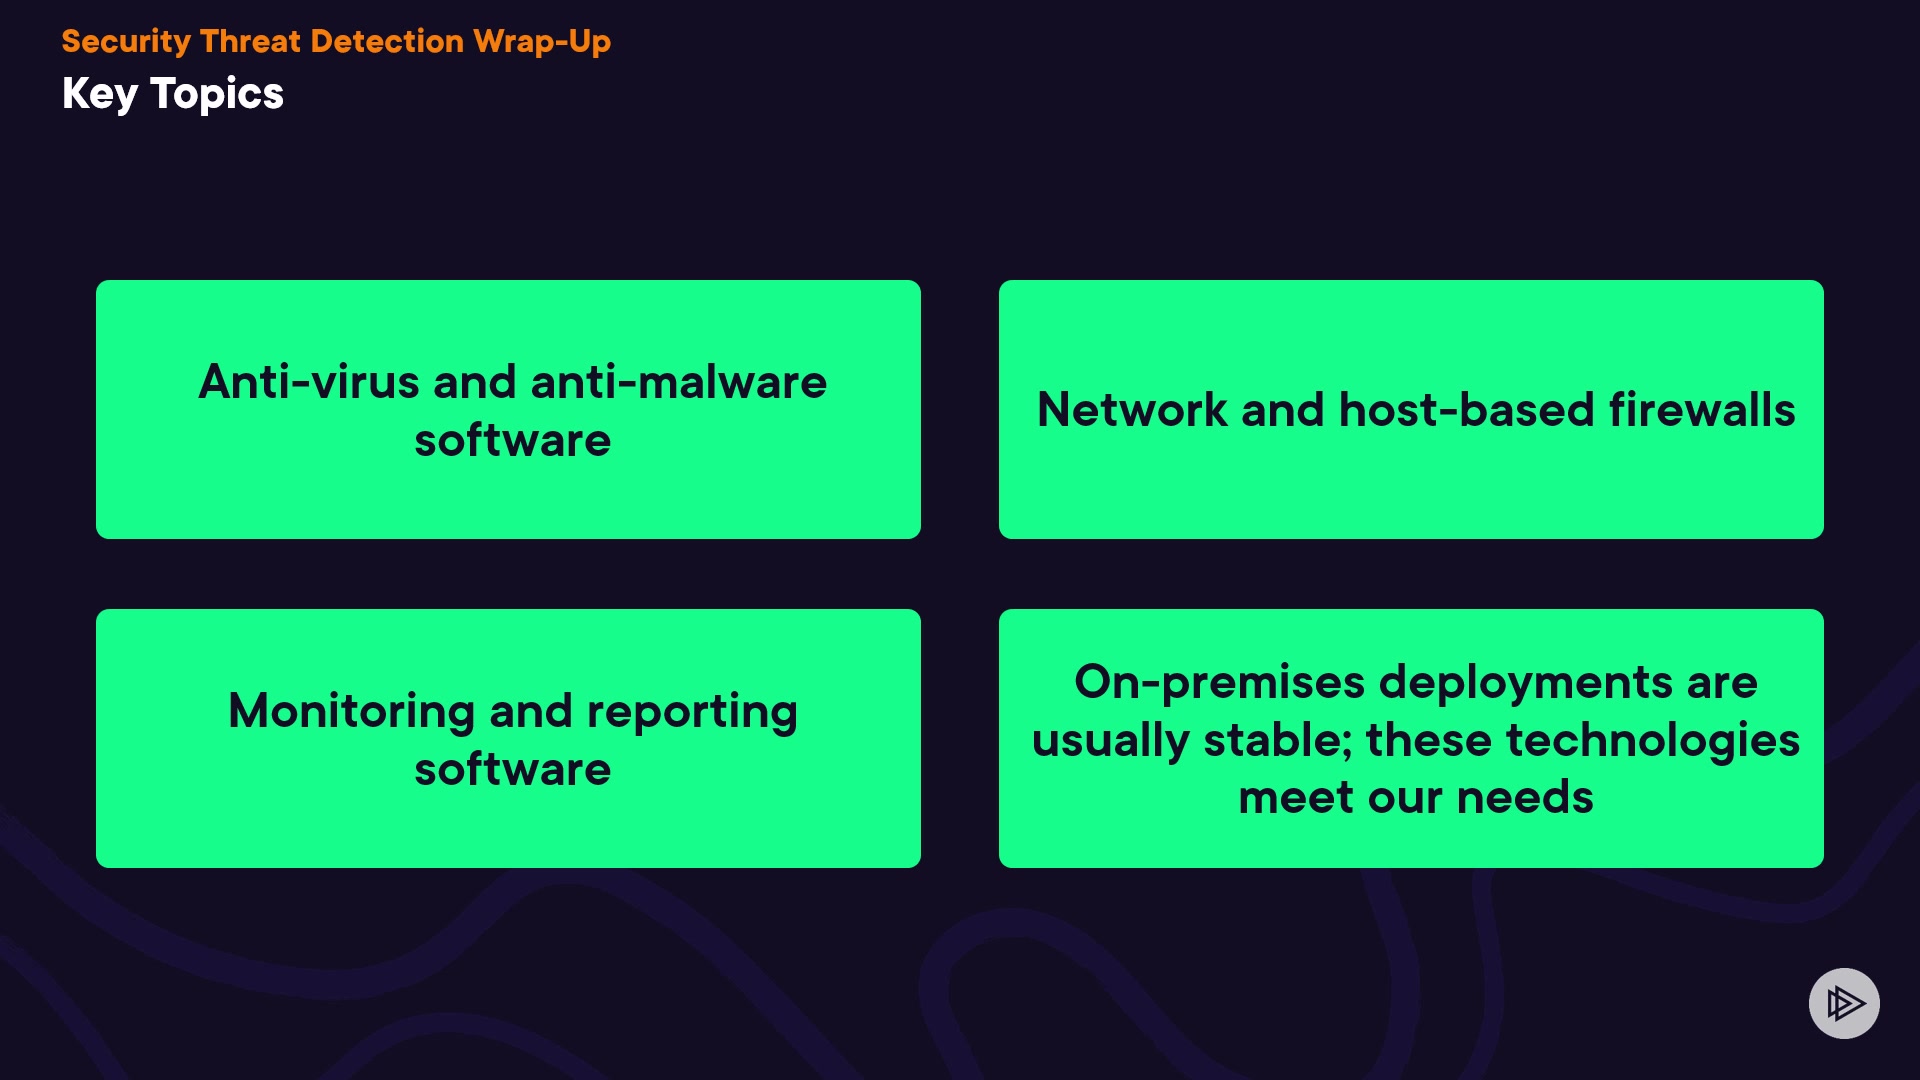 Security Threat Detection Wrap-Up
Key Topics
Anti-virus and anti-malware
software
Network and host-based firewalls
Monitoring and reporting
software
On-premises deployments are
usually stable; these technologies
meet our needs